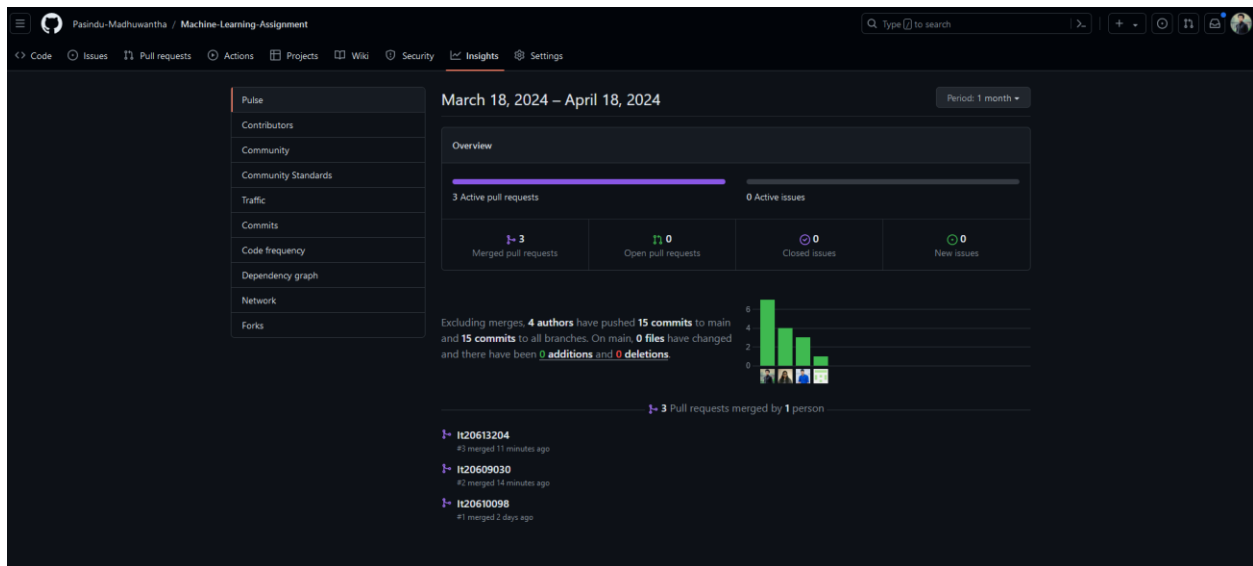 Pasindu-Madhuwantha / Machine-Learning-Assignment
Type / to search
Code Issues Pull requests Actions Projects Wiki Security Insights Settings
Pulse
Contributors
Community
Community Standards
Traffic
Commits
Code frequency
Dependency graph
Network
Forks
March 18, 2024 – April 18, 2024
Period: 1 month
Overview
3 Active pull requests
0 Active issues
3
Merged pull requests
0
Open pull requests
0
Closed issues
0
New issues
Excluding merges, 4 authors have pushed 15 commits to main
and 15 commits to all branches. On main, 0 files have changed
and there have been 0 additions and 0 deletions.
6
4
2
0
3 Pull requests merged by 1 person
It20613204
#3 merged 11 minutes ago
It20609030
#2 merged 14 minutes ago
It20610098
#1 merged 2 days ago